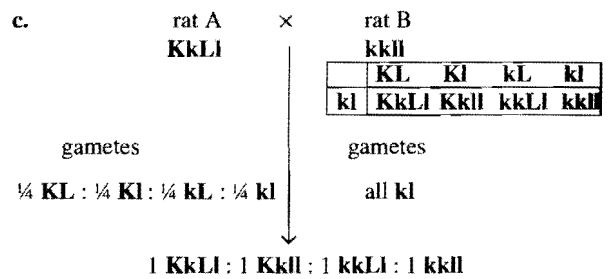 c. rat A × rat B
KkLl kkll
KL Kl kL kl
kl KkLl Kkll kkLl kkll
gametes gametes
¼ KL : ¼ Kl : ¼ kL : ¼ kl all kl
1 KkLl : 1 Kkll : 1 kkLl : 1 kkll